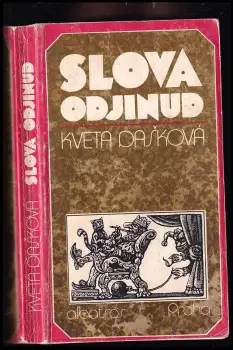 SLOVA
ODJINUD
KVĚTA DAŠKOVÁ
albatros Praha
KVĚTA DAŠKOVÁ SLOVA ODJINUD